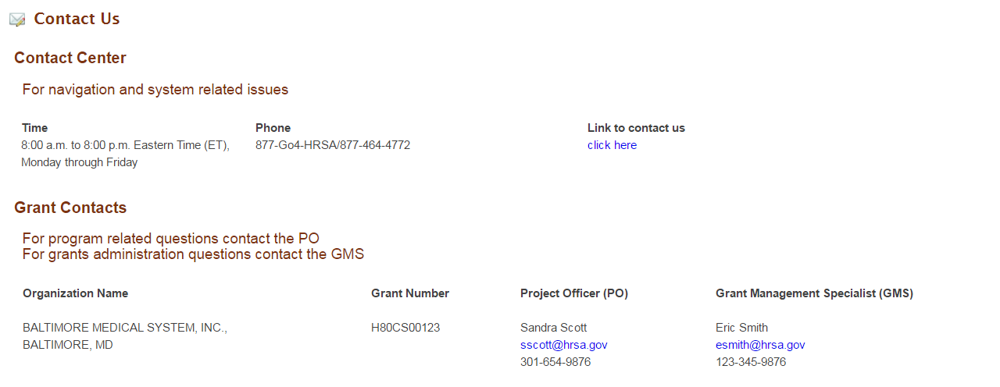 Contact Us
Contact Center
For navigation and system related issues
Time Phone Link to contact us
8:00 a.m. to 8:00 p.m. Eastern Time (ET), 877-Go4-HRSA/877-464-4772 click here
Monday through Friday
Grant Contacts
For program related questions contact the PO
For grants administration questions contact the GMS
Organization Name Grant Number Project Officer (PO) Grant Management Specialist (GMS)
BALTIMORE MEDICAL SYSTEM, INC., H80CS00123 Sandra Scott Eric Smith
BALTIMORE, MD sscott@hrsa.gov esmith@hrsa.gov
301-654-9876 123-345-9876